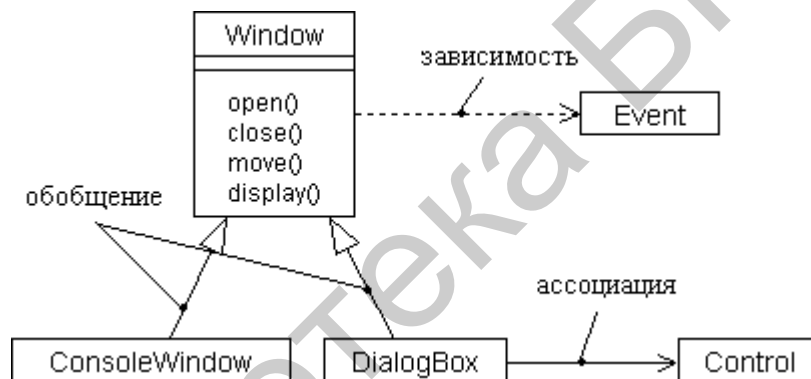 Window
зависимость
open()
close()
move()
display()
Event
обобщение
ассоциация
ConsoleWindow
DialogBox
Control